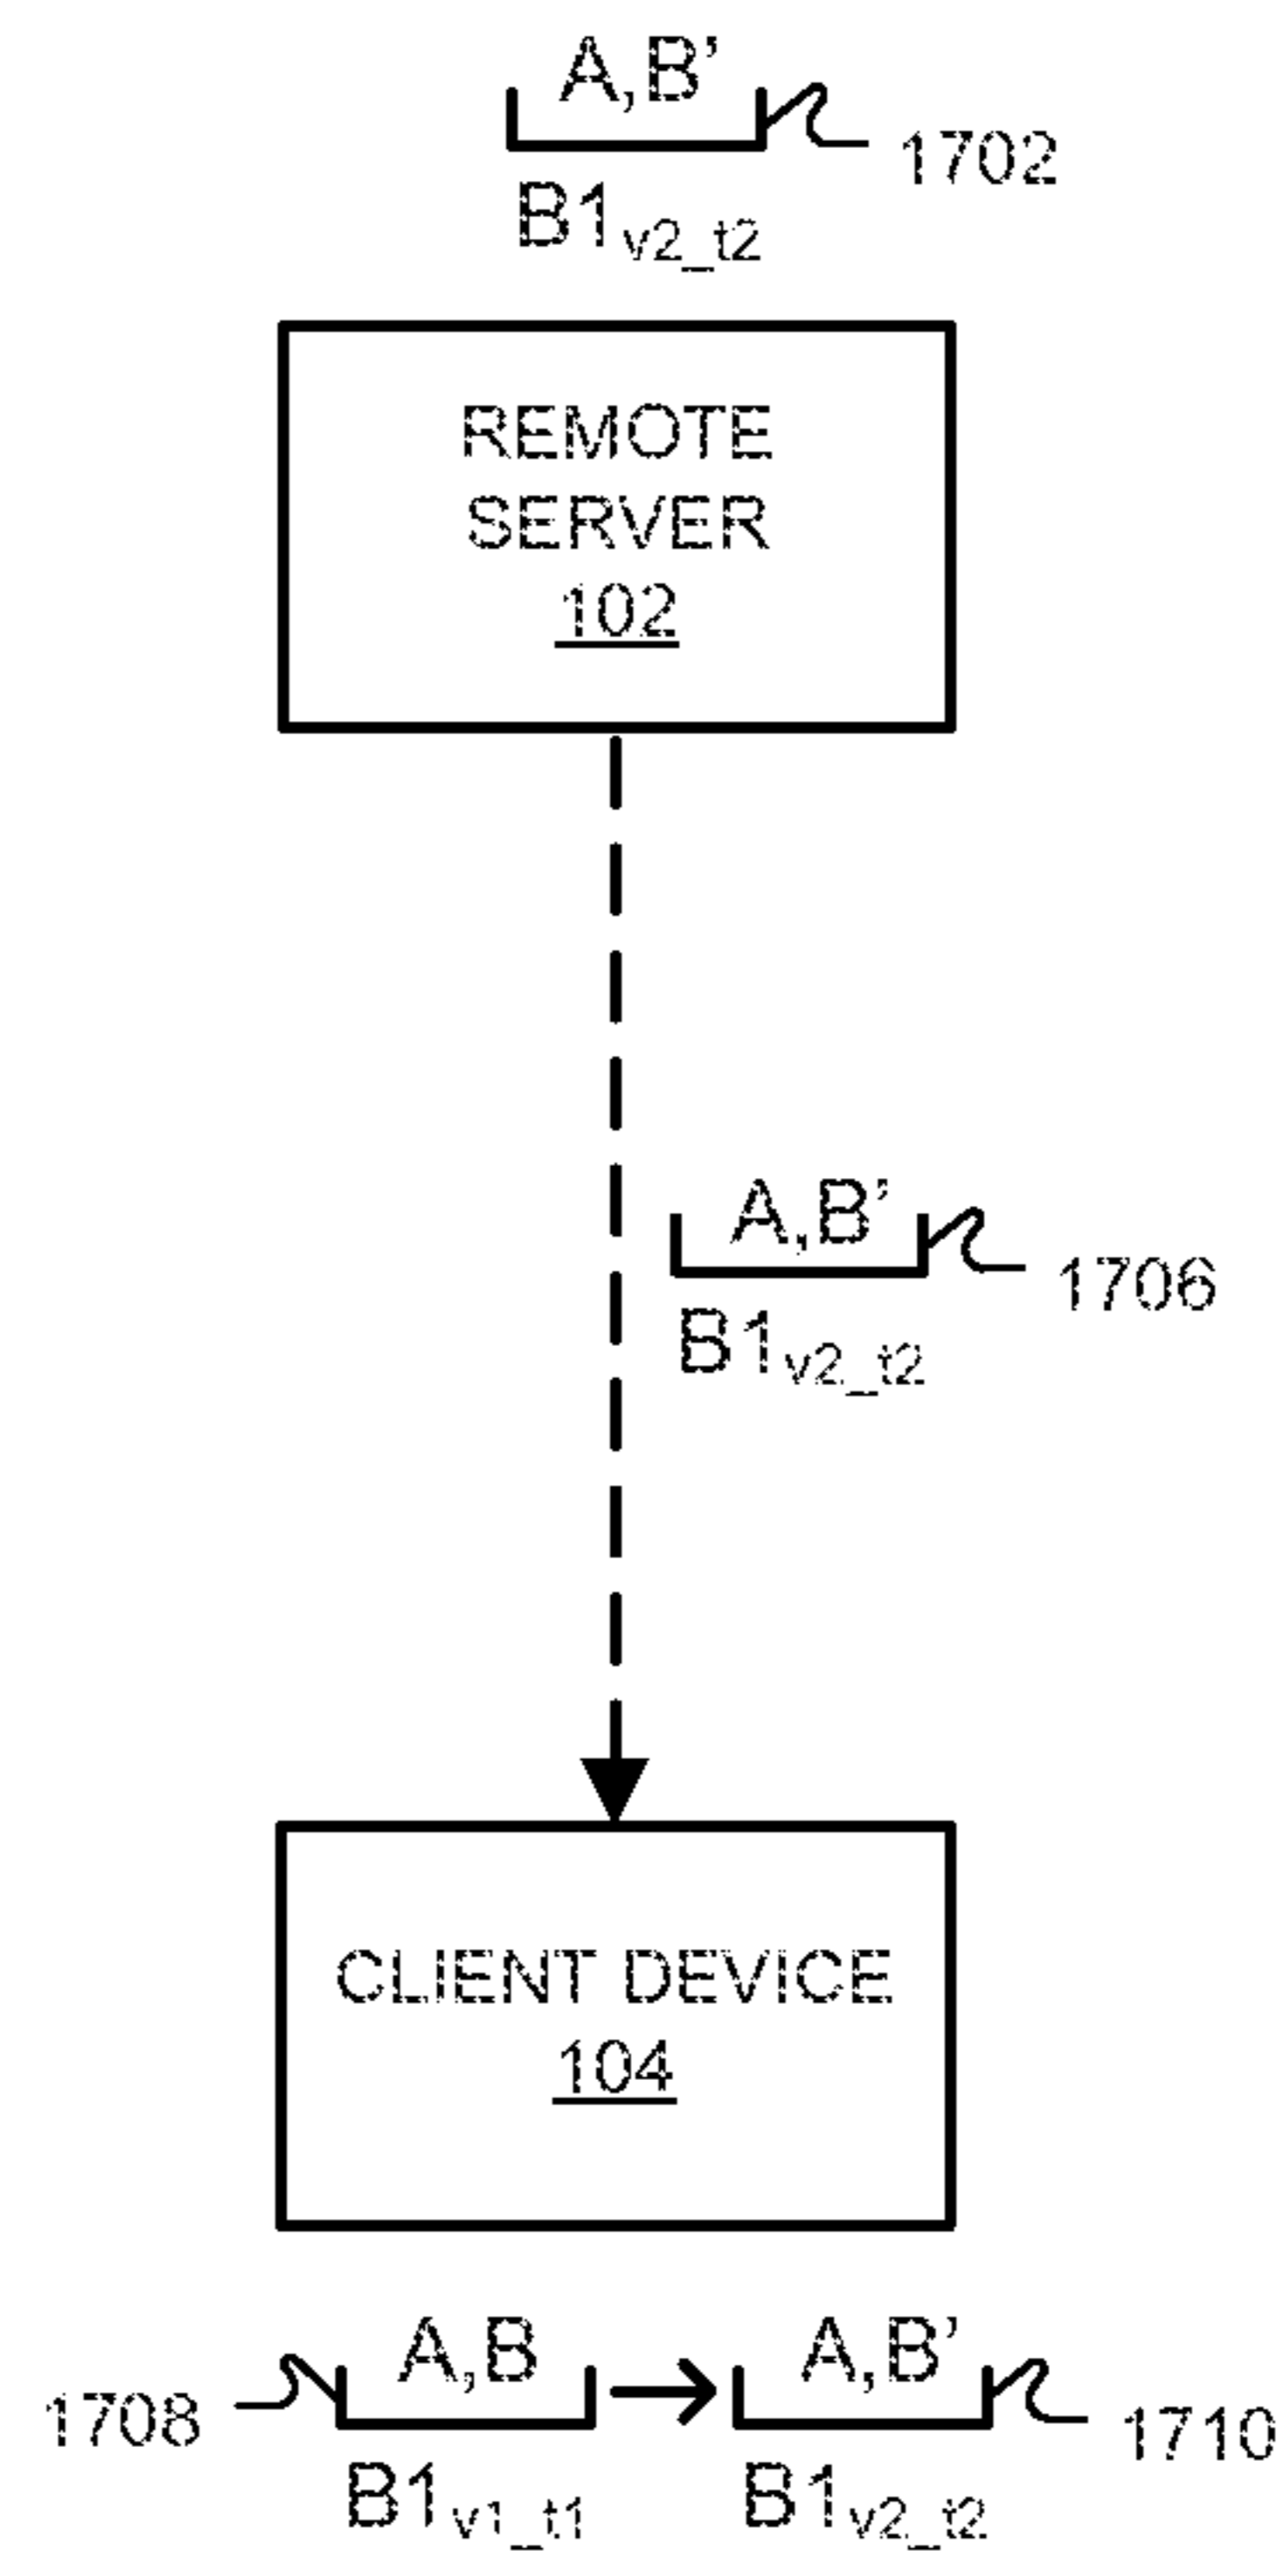 A,B’
1702
B1v2_t2
REMOTE
SERVER
102
A,B’
1706
B1v2_t2
CLIENT DEVICE
104
A,B A,B’
1708 1710
B1v1_t1 B1v2_t2